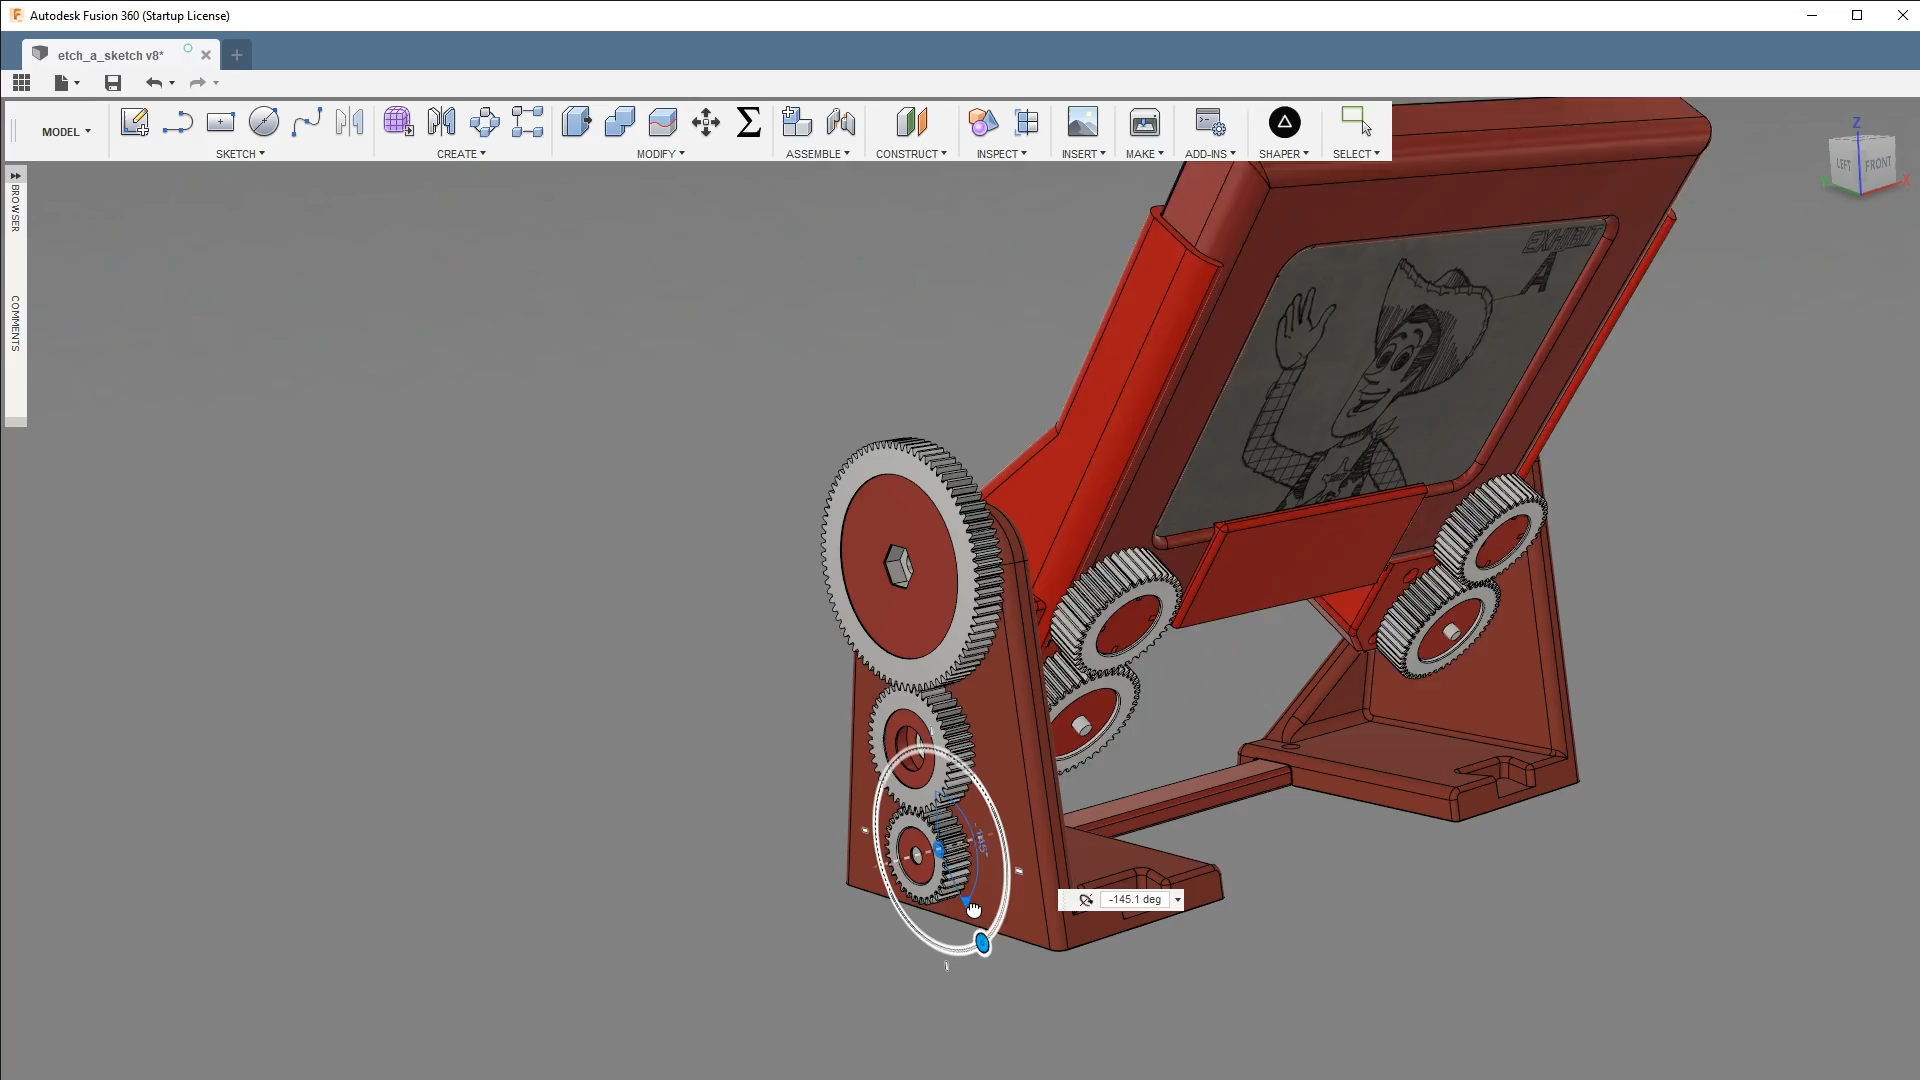 Autodesk Fusion 360 (Startup License)
etch_a_sketch v8*
MODEL
SKETCH
CREATE
MODIFY
ASSEMBLE
CONSTRUCT
INSPECT
INSERT
MAKE
ADD-INS
SHAPER
SELECT
BROWSER
COMMENTS
Z
LEFT
FRONT
X
EXHIBIT
A
-145°
-145.1 deg